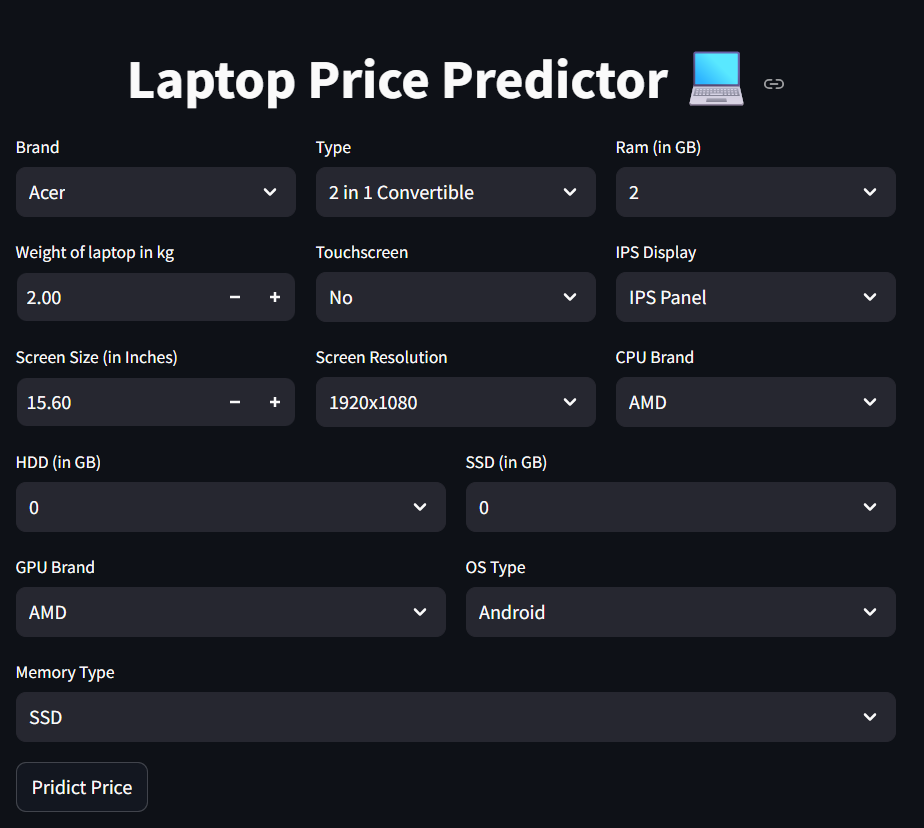 Laptop Price Predictor
Brand Type Ram (in GB)
Acer 2 in 1 Convertible 2
Weight of laptop in kg Touchscreen IPS Display
2.00 − + No IPS Panel
Screen Size (in Inches) Screen Resolution CPU Brand
15.60 − + 1920x1080 AMD
HDD (in GB) SSD (in GB)
0 0
GPU Brand OS Type
AMD Android
Memory Type
SSD
Pridict Price